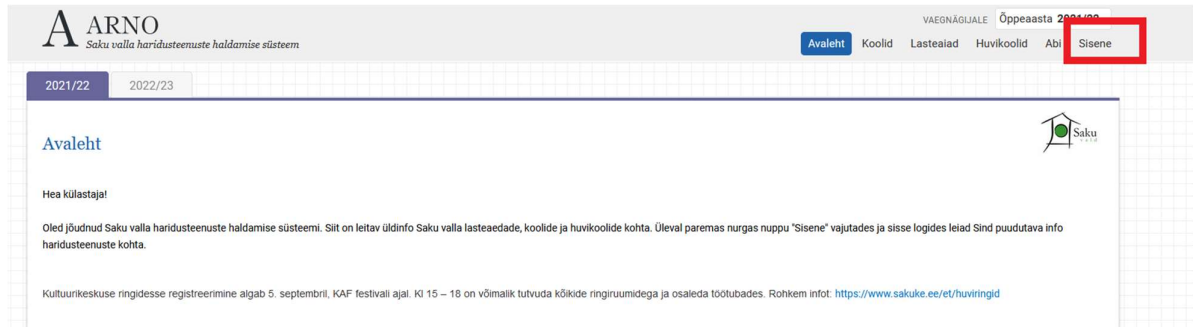 ARNO
Saku valla haridusteenuste haldamise süsteem
VAEGNÄGIJALE Õppeaasta 2021/22
Avaleht Koolid Lasteaiad Huvikoolid Abi Sisene
2021/22 2022/23
Avaleht
Saku
vald
Hea külastaja!
Oled jõudnud Saku valla haridusteenuste haldamise süsteemi. Siit on leitav üldinfo Saku valla lasteaedade, koolide ja huvikoolide kohta. Üleval paremas nurgas nuppu "Sisene" vajutades ja sisse logides leiad Sind puudutava info
haridusteenuste kohta.
Kultuurikeskuse ringidesse registreerimine algab 5. septembril, KAF festivali ajal. Kl 15 – 18 on võimalik tutvuda kõikide ringiruumidega ja osaleda töötubades. Rohkem infot: https://www.sakuke.ee/et/huviringid